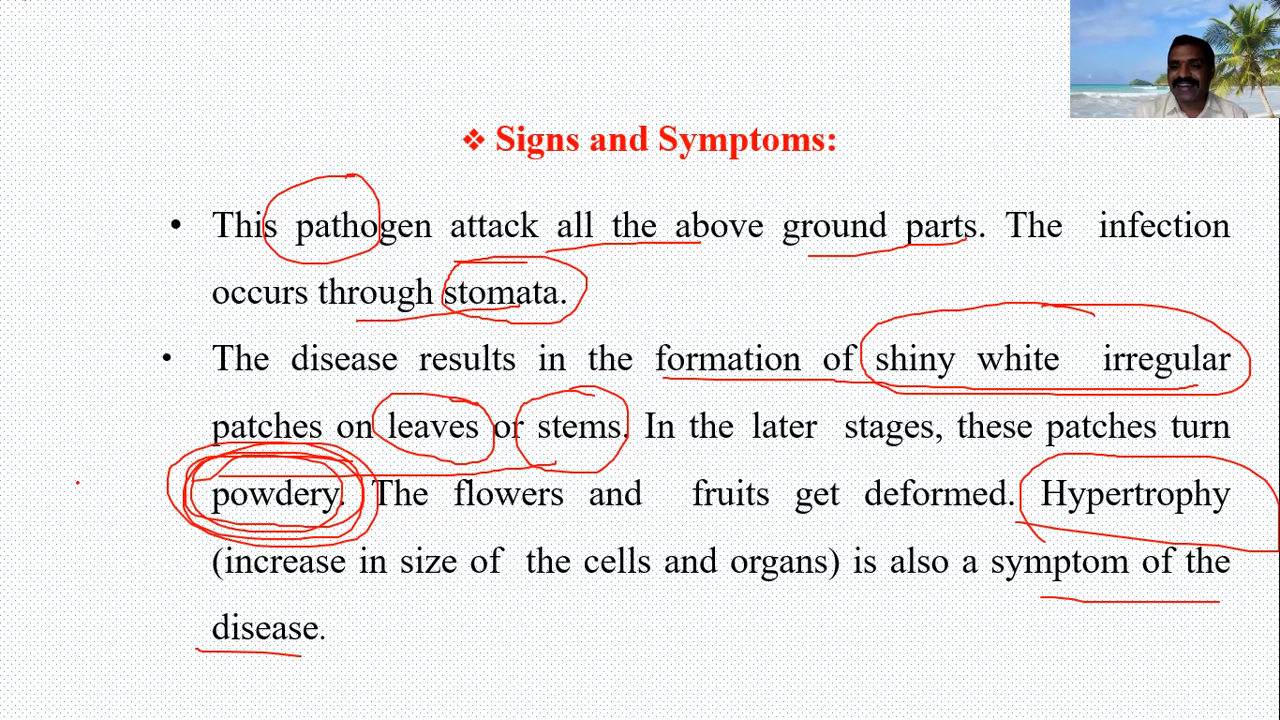 ❖ Signs and Symptoms:
• This pathogen attack all the above ground parts. The infection
occurs through stomata.
• The disease results in the formation of shiny white irregular
patches on leaves or stems. In the later stages, these patches turn
powdery. The flowers and fruits get deformed. Hypertrophy
(increase in size of the cells and organs) is also a symptom of the
disease.